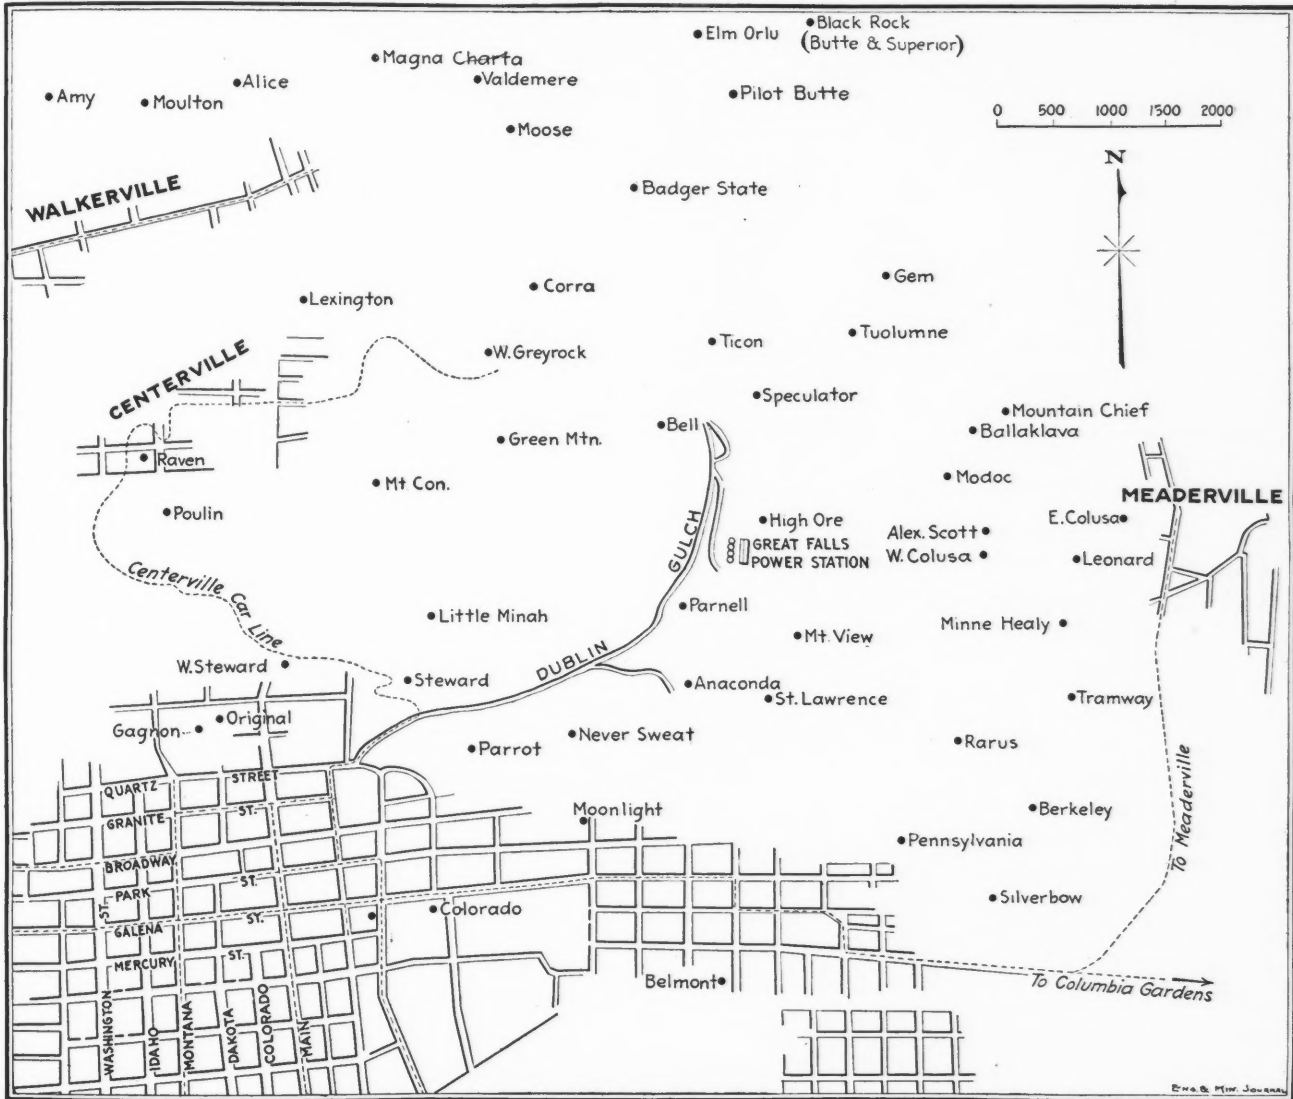 Elm Orlu
Black Rock
(Butte & Superior)
Magna Charta
Valdemere
Alice
Amy
Moulton
Pilot Butte
Moose
0 500 1000 1500 2000
N
WALKERVILLE
Badger State
Gem
Corra
Lexington
Tuolumne
Ticon
W. Greyrock
CENTERVILLE
Speculator
Mountain Chief
Ballaklava
Bell
Green Mtn.
Raven
Mt Con.
Modoc
MEADERVILLE
Poulin
High Ore
E. Colusa
Alex. Scott
GREAT FALLS
POWER STATION
W. Colusa
Leonard
GULCH
Centerville Car Line
Parnell
Little Minah
Minne Healy
Mt. View
DUBLIN
W. Steward
Steward
Anaconda
St. Lawrence
Tramway
Original
Gagnon
Never Sweat
Parrot
Rarus
To Meaderville
QUARTZ STREET
GRANITE ST.
Moonlight
Berkeley
Pennsylvania
BROADWAY
PARK ST.
Silverbow
Colorado
ST.
GALENA ST.
MERCURY ST.
Belmont
To Columbia Gardens
WASHINGTON
IDAHO
MONTANA
DAKOTA
COLORADO
MAIN
ENG. & MIN. JOURNAL